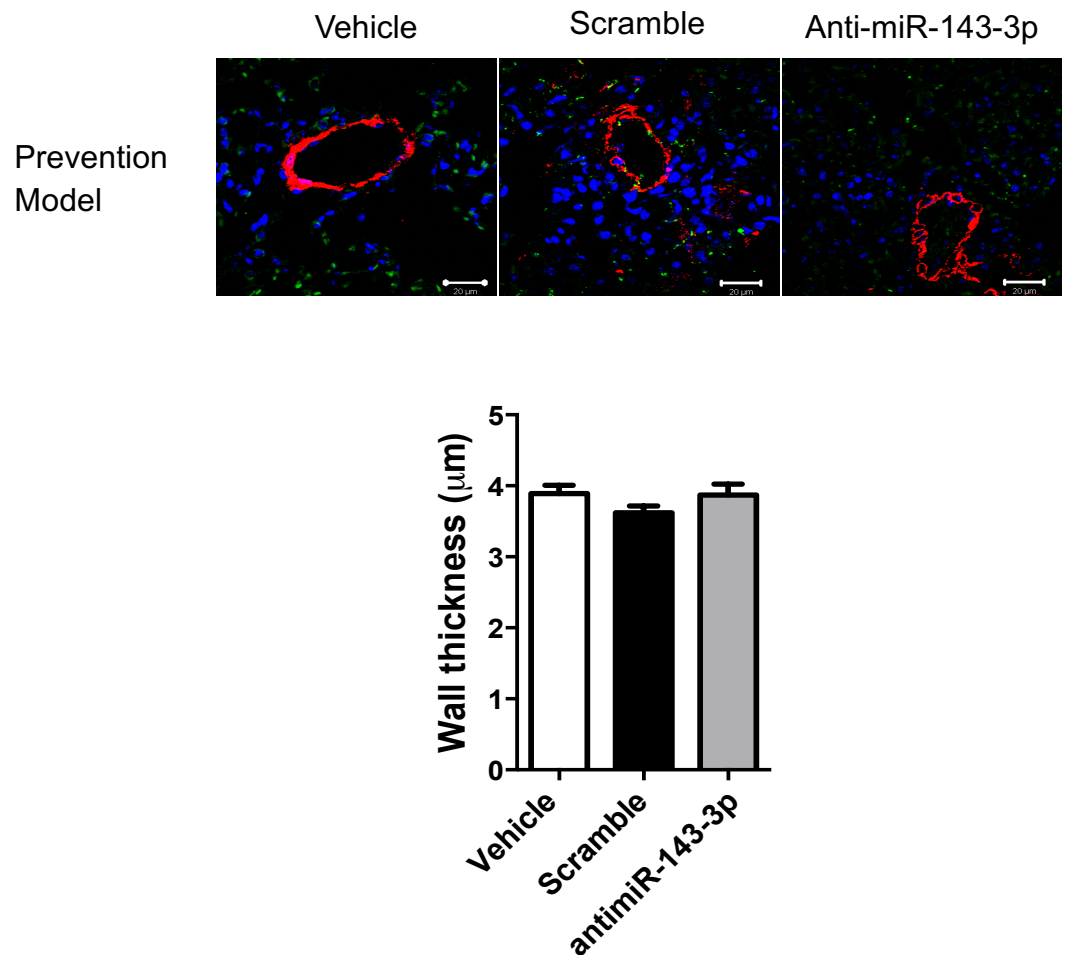 Vehicle
Scramble
Anti-miR-143-3p
Prevention
Model
20 µm
20 µm
20 µm
5
4
3
2
1
0
Wall thickness (µm)
Vehicle
Scramble
antimiR-143-3p